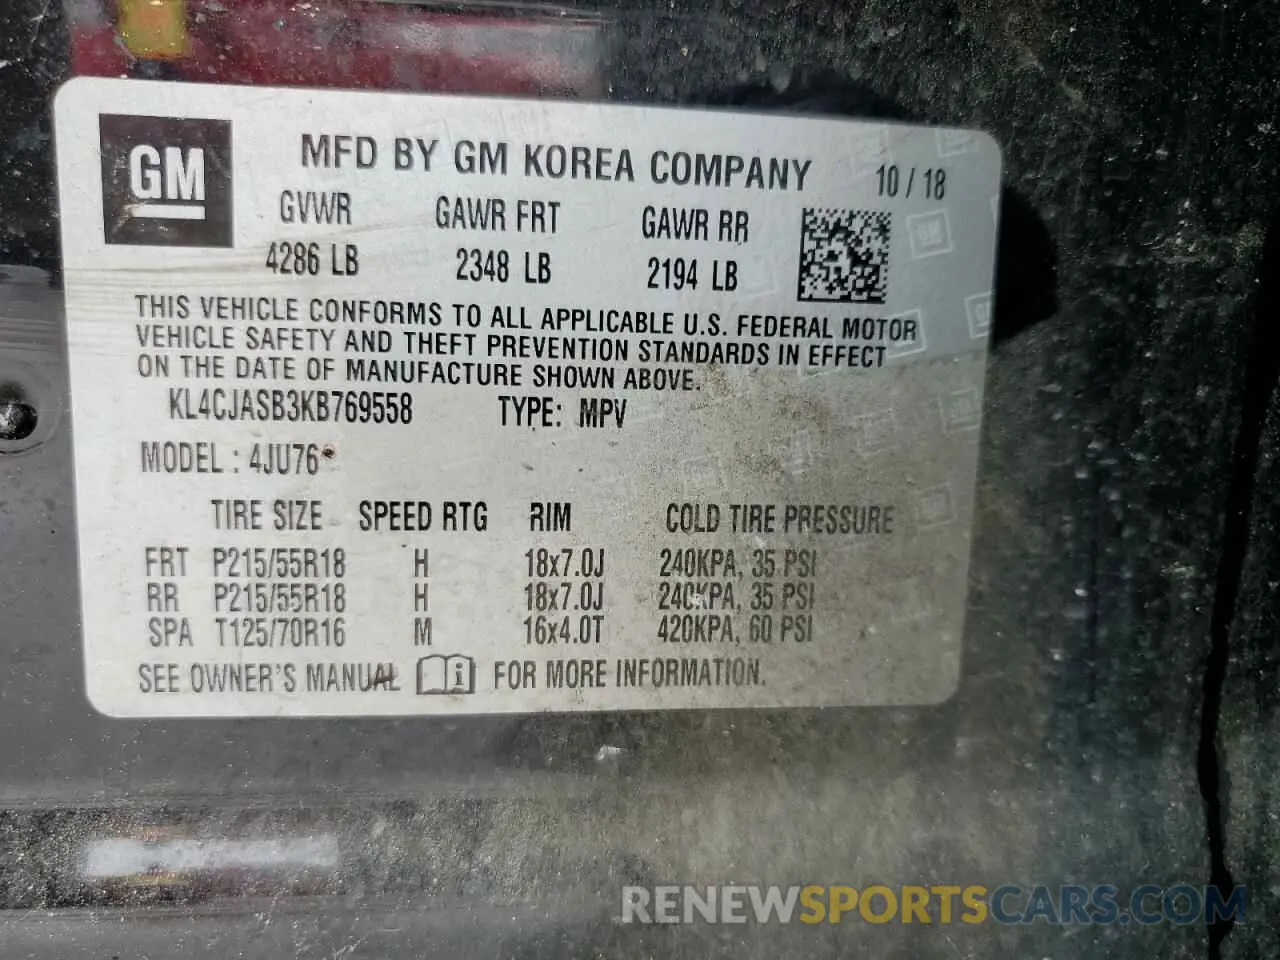 GM
MFD BY GM KOREA COMPANY 10 / 18
GVWR GAWR FRT GAWR RR
4286 LB 2348 LB 2194 LB
THIS VEHICLE CONFORMS TO ALL APPLICABLE U.S. FEDERAL MOTOR
VEHICLE SAFETY AND THEFT PREVENTION STANDARDS IN EFFECT
ON THE DATE OF MANUFACTURE SHOWN ABOVE.
KL4CJASB3KB769558 TYPE: MPV
MODEL : 4JU76*
TIRE SIZE SPEED RTG RIM COLD TIRE PRESSURE
FRT P215/55R18 H 18x7.0J 240KPA, 35 PSI
RR P215/55R18 H 18x7.0J 240KPA, 35 PSI
SPA T125/70R16 M 16x4.0T 420KPA, 60 PSI
SEE OWNER'S MANUAL i FOR MORE INFORMATION.
RENEWSPORTSCARS.COM